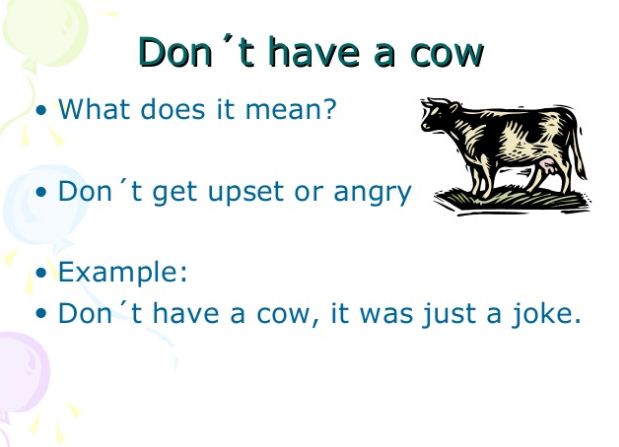 Don´t have a cow
• What does it mean?
• Don´t get upset or angry
• Example:
• Don´t have a cow, it was just a joke.